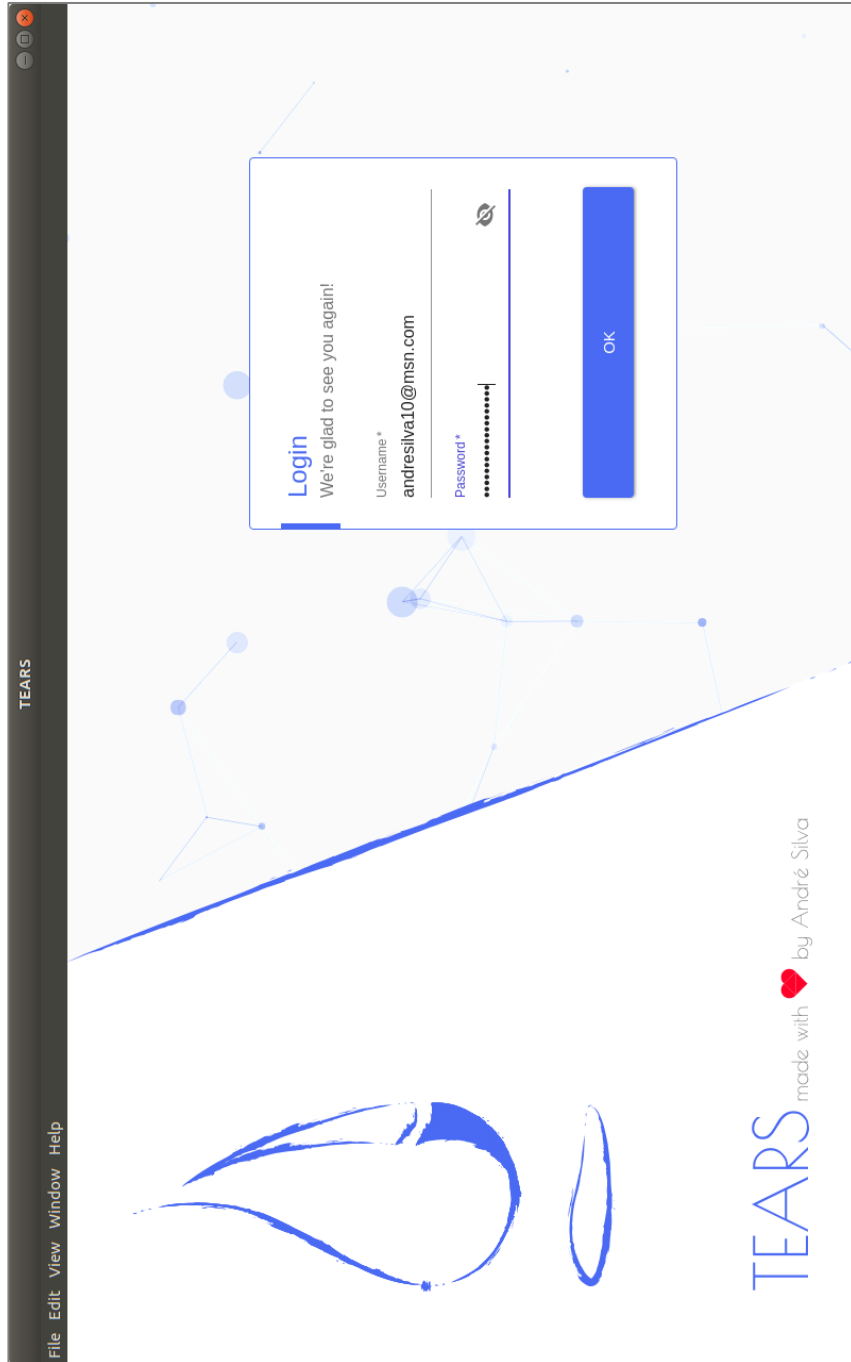 TEARS
File Edit View Window Help
Login
We're glad to see you again!
Username *
andresilva10@msn.com
Password *
••••••••••••••••••••
OK
TEARS made with ❤ by André Silva